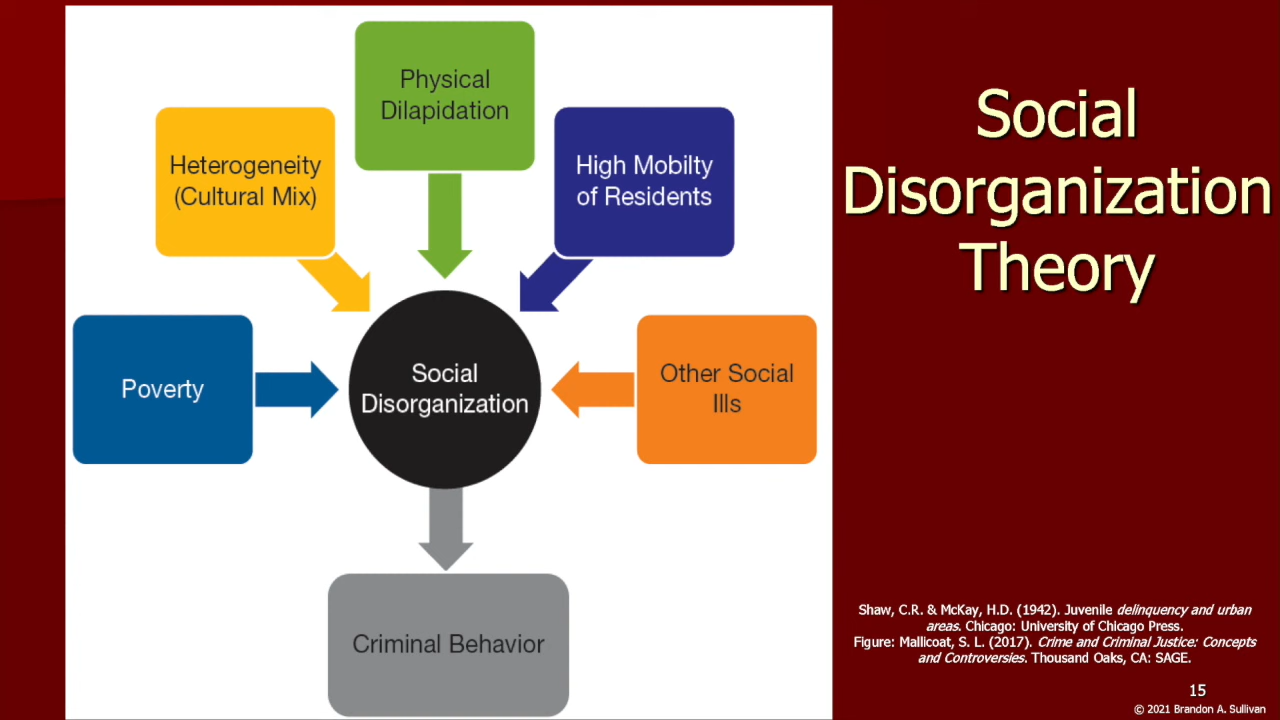 Social
Disorganization
Theory
Physical
Dilapidation
Heterogeneity
(Cultural Mix)
High Mobilty
of Residents
Poverty
Social
Disorganization
Other Social
Ills
Criminal Behavior
Shaw, C.R. & McKay, H.D. (1942). Juvenile delinquency and urban
areas. Chicago: University of Chicago Press.
Figure: Mallicoat, S. L. (2017). Crime and Criminal Justice: Concepts
and Controversies. Thousand Oaks, CA: SAGE.
15
© 2021 Brandon A. Sullivan